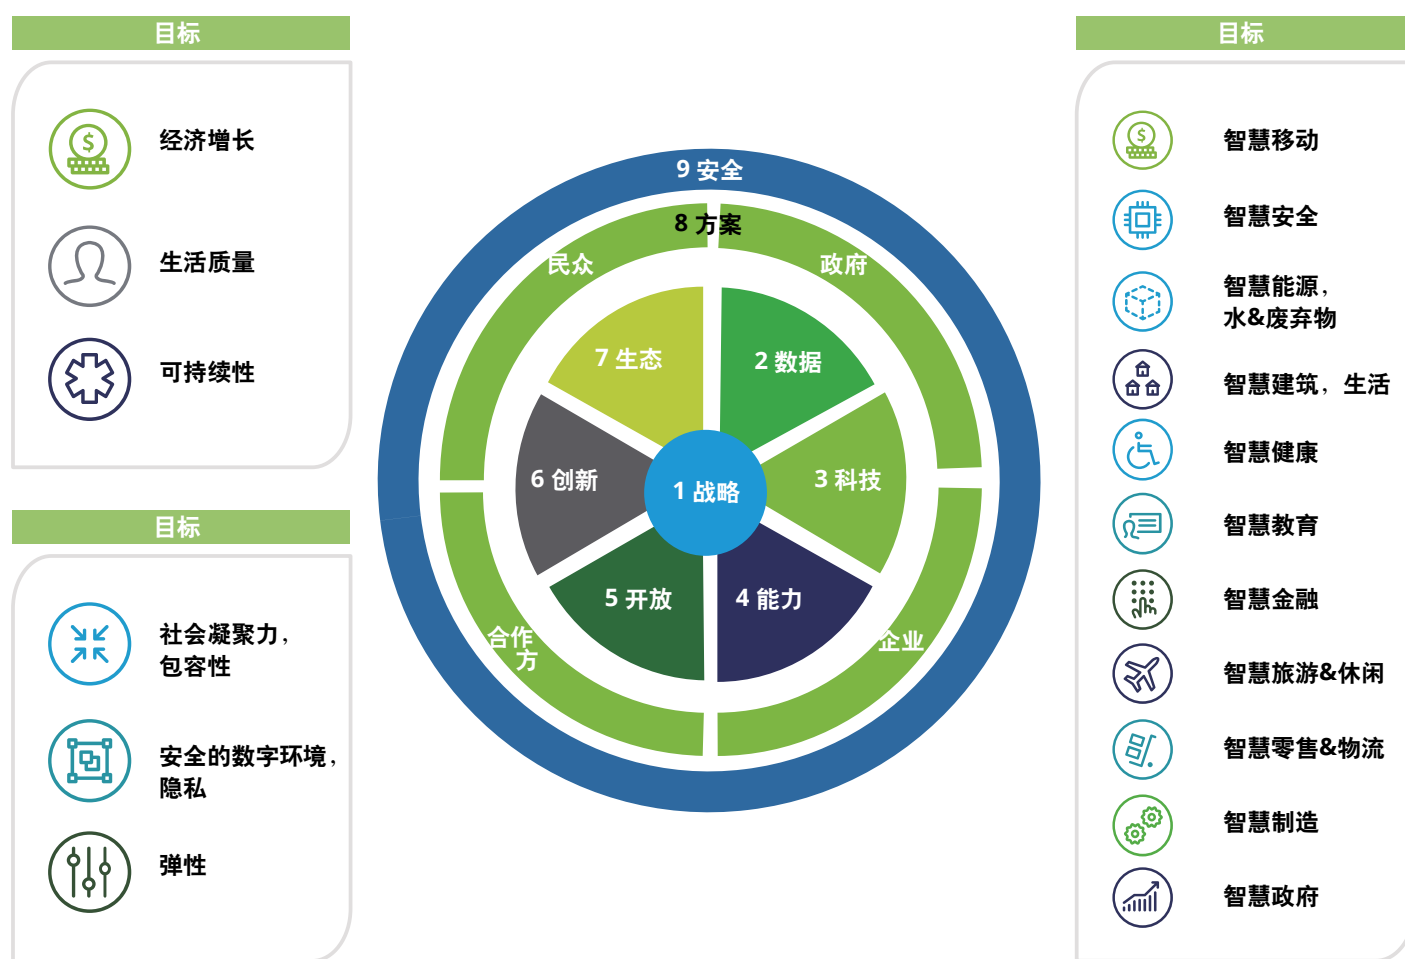 目标
经济增长
生活质量
可持续性
目标
社会凝聚力,
包容性
安全的数字环境,
隐私
弹性
9 安全
8 方案
民众
政府
7 生态
2 数据
6 创新
1 战略
3 科技
5 开放
4 能力
合作
方
企业
目标
智慧移动
智慧安全
智慧能源,
水&废弃物
智慧建筑, 生活
智慧健康
智慧教育
智慧金融
智慧旅游&休闲
智慧零售&物流
智慧制造
智慧政府